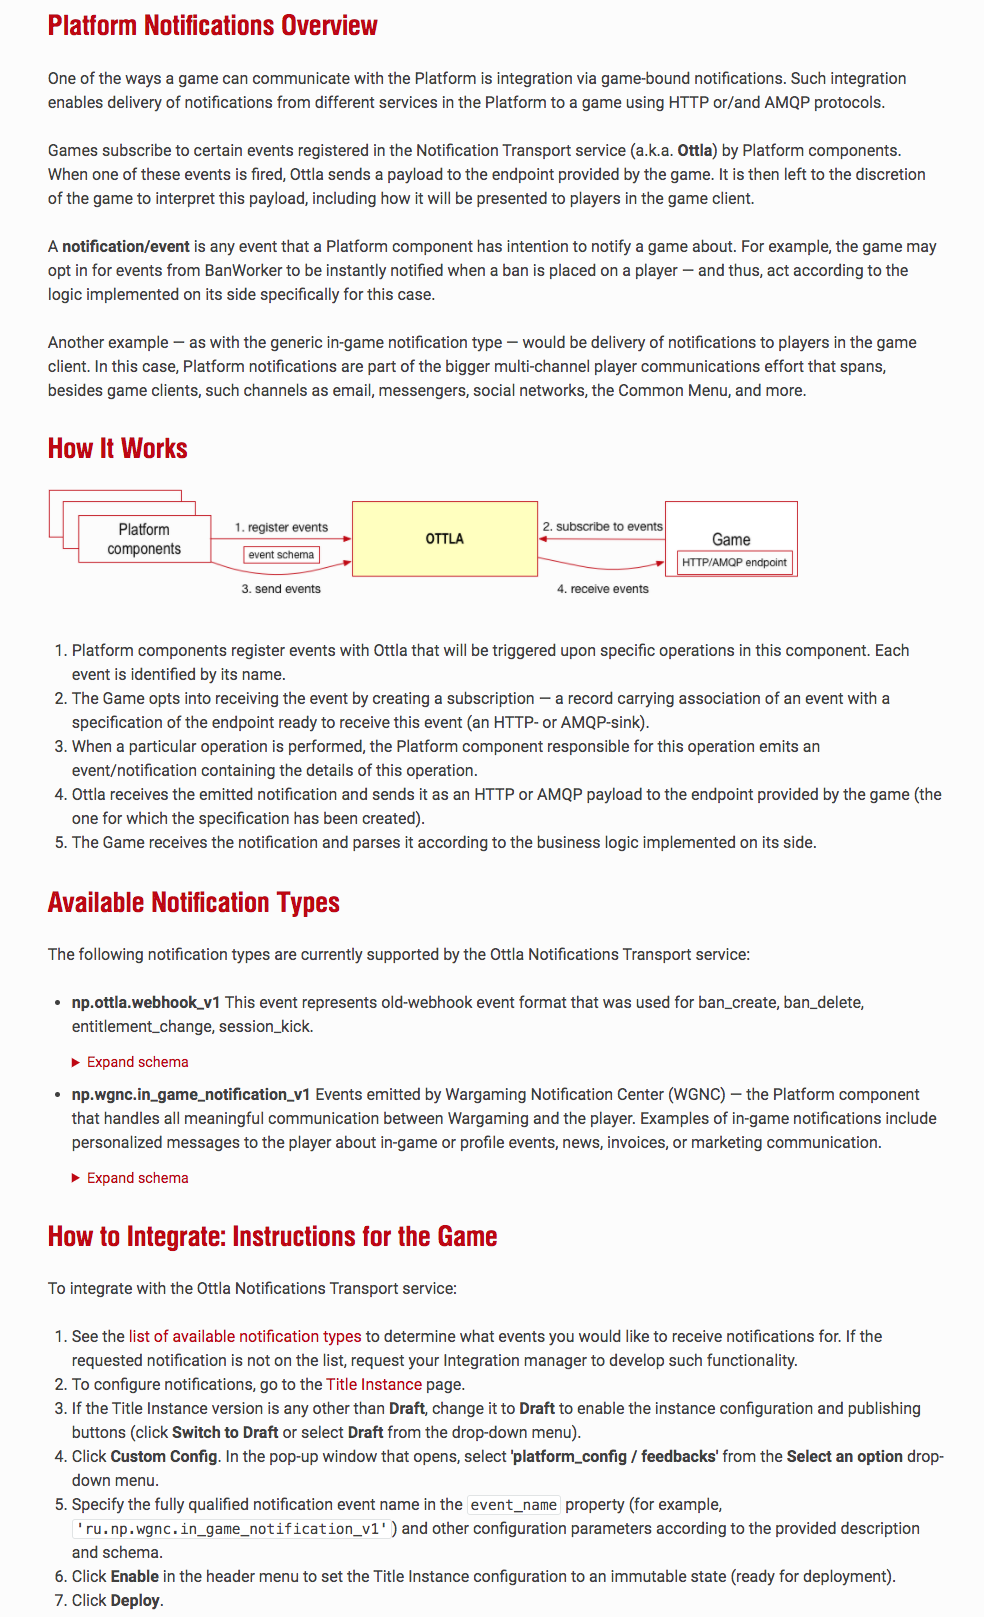 Platform Notifications Overview
One of the ways a game can communicate with the Platform is integration via game-bound notifications. Such integration
enables delivery of notifications from different services in the Platform to a game using HTTP or/and AMQP protocols.
Games subscribe to certain events registered in the Notification Transport service (a.k.a. Ottla) by Platform components.
When one of these events is fired, Ottla sends a payload to the endpoint provided by the game. It is then left to the discretion
of the game to interpret this payload, including how it will be presented to players in the game client.
A notification/event is any event that a Platform component has intention to notify a game about. For example, the game may
opt in for events from BanWorker to be instantly notified when a ban is placed on a player — and thus, act according to the
logic implemented on its side specifically for this case.
Another example — as with the generic in-game notification type — would be delivery of notifications to players in the game
client. In this case, Platform notifications are part of the bigger multi-channel player communications effort that spans,
besides game clients, such channels as email, messengers, social networks, the Common Menu, and more.
How It Works
Platform
components
1. register events
event schema
3. send events
OTTLA
2. subscribe to events
4. receive events
Game
HTTP/AMQP endpoint
1. Platform components register events with Ottla that will be triggered upon specific operations in this component. Each
event is identified by its name.
2. The Game opts into receiving the event by creating a subscription — a record carrying association of an event with a
specification of the endpoint ready to receive this event (an HTTP- or AMQP-sink).
3. When a particular operation is performed, the Platform component responsible for this operation emits an
event/notification containing the details of this operation.
4. Ottla receives the emitted notification and sends it as an HTTP or AMQP payload to the endpoint provided by the game (the
one for which the specification has been created).
5. The Game receives the notification and parses it according to the business logic implemented on its side.
Available Notification Types
The following notification types are currently supported by the Ottla Notifications Transport service:
• np.ottla.webhook_v1 This event represents old-webhook event format that was used for ban_create, ban_delete,
entitlement_change, session_kick.
▶ Expand schema
• np.wgnc.in_game_notification_v1 Events emitted by Wargaming Notification Center (WGNC) — the Platform component
that handles all meaningful communication between Wargaming and the player. Examples of in-game notifications include
personalized messages to the player about in-game or profile events, news, invoices, or marketing communication.
▶ Expand schema
How to Integrate: Instructions for the Game
To integrate with the Ottla Notifications Transport service:
1. See the list of available notification types to determine what events you would like to receive notifications for. If the
requested notification is not on the list, request your Integration manager to develop such functionality.
2. To configure notifications, go to the Title Instance page.
3. If the Title Instance version is any other than Draft, change it to Draft to enable the instance configuration and publishing
buttons (click Switch to Draft or select Draft from the drop-down menu).
4. Click Custom Config. In the pop-up window that opens, select 'platform_config / feedbacks' from the Select an option drop-
down menu.
5. Specify the fully qualified notification event name in the event_name property (for example,
'ru.np.wgnc.in_game_notification_v1' ) and other configuration parameters according to the provided description
and schema.
6. Click Enable in the header menu to set the Title Instance configuration to an immutable state (ready for deployment).
7. Click Deploy.